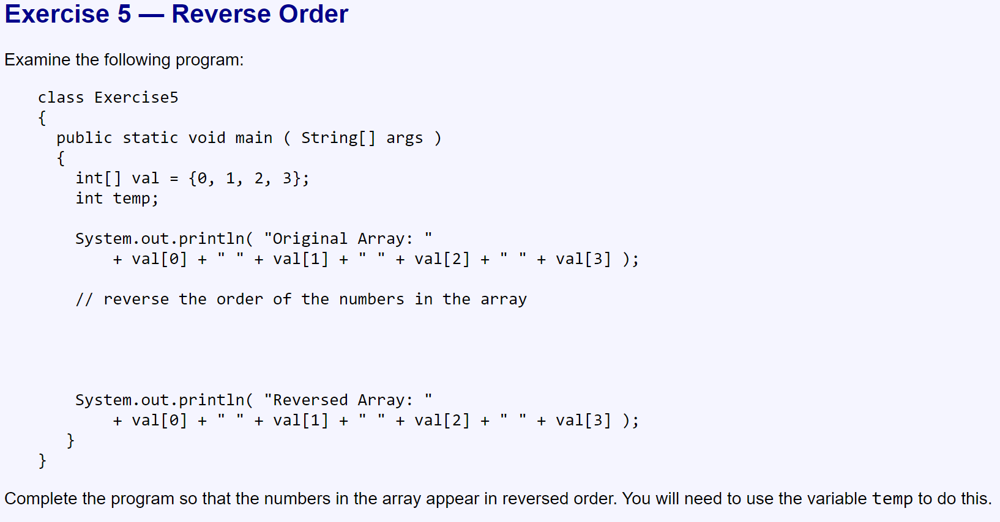 Exercise 5 — Reverse Order
Examine the following program:
class Exercise5
{
  public static void main ( String[] args )
  {
    int[] val = {0, 1, 2, 3};
    int temp;
    System.out.println( "Original Array: "
        + val[0] + " " + val[1] + " " + val[2] + " " + val[3] );
    // reverse the order of the numbers in the array
    System.out.println( "Reversed Array: "
        + val[0] + " " + val[1] + " " + val[2] + " " + val[3] );
   }
}
Complete the program so that the numbers in the array appear in reversed order. You will need to use the variable temp to do this.